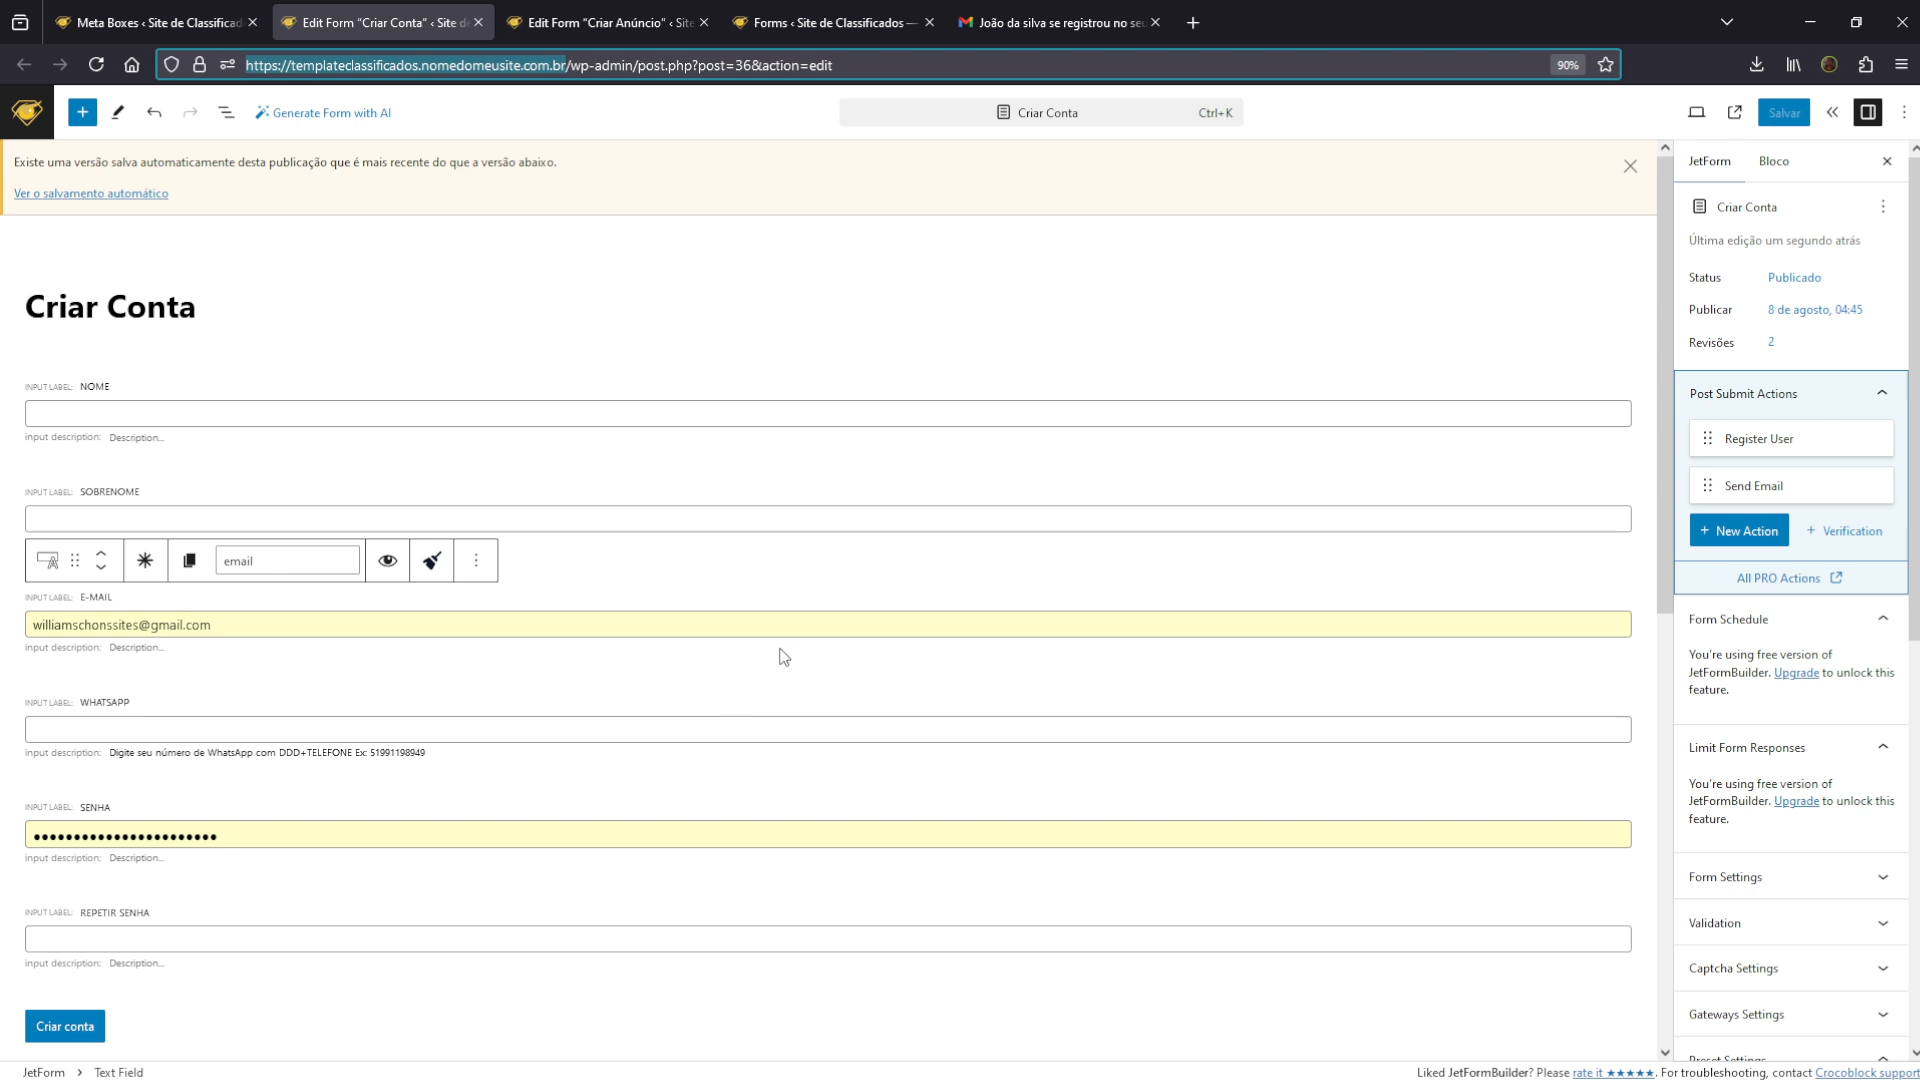 Meta Boxes ‹ Site de Classificad
Edit Form "Criar Conta" ‹ Site de
Edit Form "Criar Anúncio" ‹ Site
Forms ‹ Site de Classificados —
João da silva se registrou no seu
https://templateclassificados.nomedomeusite.com.br/wp-admin/post.php?post=36&action=edit
90%
Generate Form with AI
Criar Conta
Ctrl+K
Salvar
Existe uma versão salva automaticamente desta publicação que é mais recente do que a versão abaixo.
Ver o salvamento automático
Criar Conta
INPUT LABEL: NOME
input description: Description...
INPUT LABEL: SOBRENOME
email
INPUT LABEL: E-MAIL
williamschonssites@gmail.com
input description: Description...
INPUT LABEL: WHATSAPP
input description: Digite seu número de WhatsApp com DDD+TELEFONE Ex: 51991198949
INPUT LABEL: SENHA
input description: Description...
INPUT LABEL: REPETIR SENHA
input description: Description...
Criar conta
JetForm › Text Field
JetForm
Bloco
Criar Conta
Última edição um segundo atrás
Status Publicado
Publicar 8 de agosto, 04:45
Revisões 2
Post Submit Actions
Register User
Send Email
+ New Action
+ Verification
All PRO Actions
Form Schedule
You're using free version of
JetFormBuilder. Upgrade to unlock this
feature.
Limit Form Responses
You're using free version of
JetFormBuilder. Upgrade to unlock this
feature.
Form Settings
Validation
Captcha Settings
Gateways Settings
Preset Settings
Liked JetFormBuilder? Please rate it ★★★★★. For troubleshooting, contact Crocoblock support